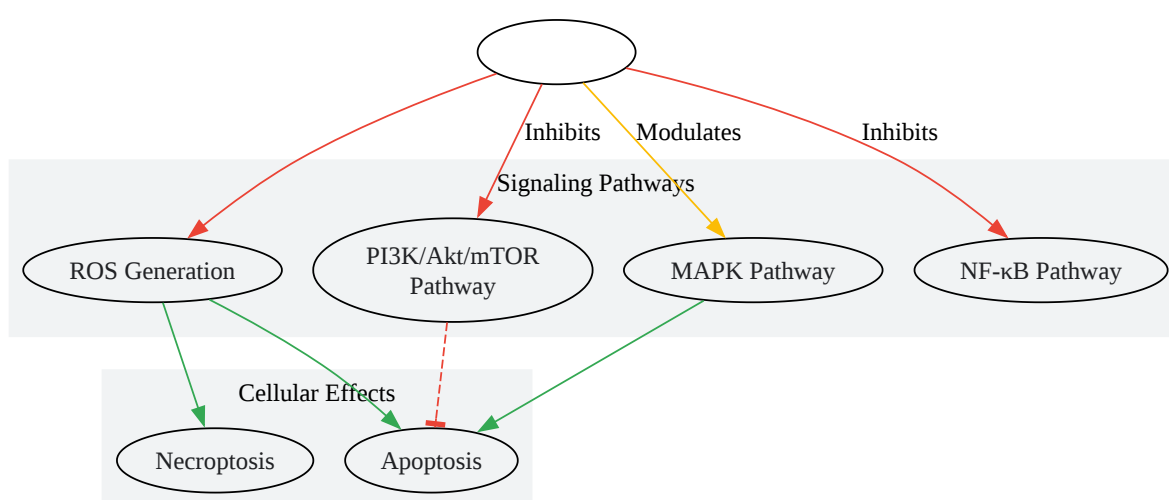 Inhibits
Modulates
Inhibits
Signaling Pathways
ROS Generation
PI3K/Akt/mTOR
Pathway
MAPK Pathway
NF-κB Pathway
Cellular Effects
Necroptosis
Apoptosis